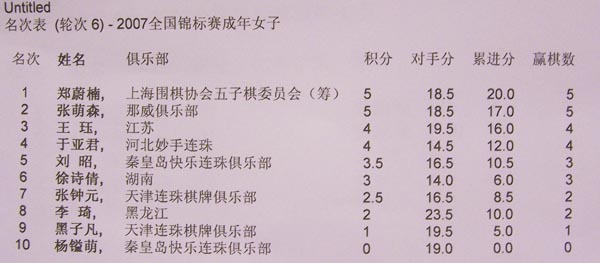 Untitled
名次表 (轮次 6) - 2007全国锦标赛成年女子
名次 姓名 俱乐部 积分 对手分 累进分 赢棋数
1 郑蔚楠, 上海围棋协会五子棋委员会（筹） 5 18.5 20.0 5
2 张萌森, 那威俱乐部 5 18.5 17.0 5
3 王 珏, 江苏 4 19.5 16.0 4
4 于亚君, 河北妙手连珠 4 14.5 12.0 4
5 刘 昭, 秦皇岛快乐连珠俱乐部 3.5 16.5 10.5 3
6 徐诗倩, 湖南 3 14.0 6.0 3
7 张钟元, 天津连珠棋牌俱乐部 2.5 16.5 8.5 2
8 李 琦, 黑龙江 2 23.5 10.0 2
9 黑子凡, 天津连珠棋牌俱乐部 1 19.5 5.0 1
10 杨镒萌, 秦皇岛快乐连珠俱乐部 0 19.0 0.0 0